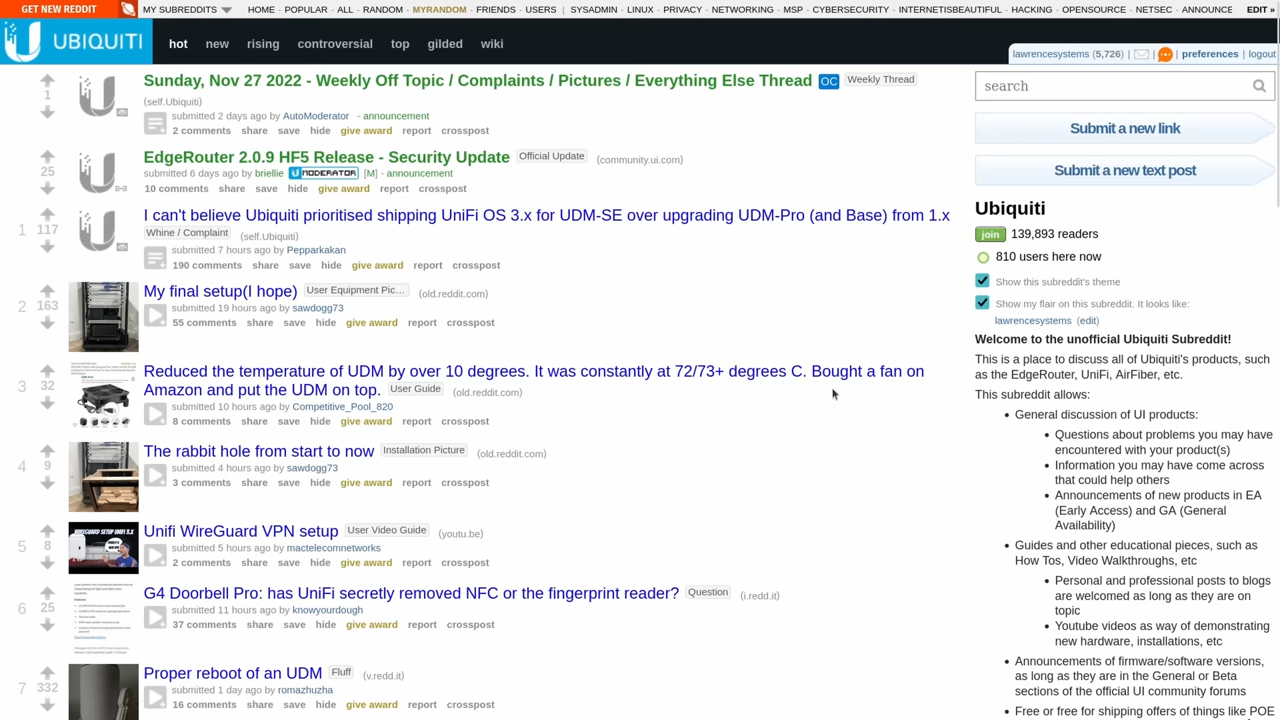 GET NEW REDDIT
MY SUBREDDITS
HOME - POPULAR - ALL - RANDOM - MYRANDOM - FRIENDS - USERS | SYSADMIN - LINUX - PRIVACY - NETWORKING - MSP - CYBERSECURITY - INTERNETISBEAUTIFUL - HACKING - OPENSOURCE - NETSEC - ANNOUNCE
EDIT »
UBIQUITI
hot new rising controversial top gilded wiki
lawrencesystems (5,726) | | | preferences | logout
1
Sunday, Nov 27 2022 - Weekly Off Topic / Complaints / Pictures / Everything Else Thread OC Weekly Thread
(self.Ubiquiti)
submitted 2 days ago by AutoModerator - announcement
2 comments share save hide give award report crosspost
25
EdgeRouter 2.0.9 HF5 Release - Security Update Official Update (community.ui.com)
submitted 6 days ago by briellie MODERATOR [M] - announcement
10 comments share save hide give award report crosspost
1 117
I can't believe Ubiquiti prioritised shipping UniFi OS 3.x for UDM-SE over upgrading UDM-Pro (and Base) from 1.x
Whine / Complaint (self.Ubiquiti)
submitted 7 hours ago by Pepparkakan
190 comments share save hide give award report crosspost
2 163
My final setup(I hope) User Equipment Pic… (old.reddit.com)
submitted 19 hours ago by sawdogg73
55 comments share save hide give award report crosspost
3 32
Reduced the temperature of UDM by over 10 degrees. It was constantly at 72/73+ degrees C. Bought a fan on
Amazon and put the UDM on top. User Guide (old.reddit.com)
submitted 10 hours ago by Competitive_Pool_820
8 comments share save hide give award report crosspost
4 9
The rabbit hole from start to now Installation Picture (old.reddit.com)
submitted 4 hours ago by sawdogg73
3 comments share save hide give award report crosspost
5 8
WIREGUARD SETUP UNIFI 3.X
Unifi WireGuard VPN setup User Video Guide (youtu.be)
submitted 5 hours ago by mactelecomnetworks
2 comments share save hide give award report crosspost
6 25
G4 Doorbell Pro: has UniFi secretly removed NFC or the fingerprint reader? Question (i.redd.it)
submitted 11 hours ago by knowyourdough
37 comments share save hide give award report crosspost
7 332
Proper reboot of an UDM Fluff (v.redd.it)
submitted 1 day ago by romazhuzha
16 comments share save hide give award report crosspost
search
Submit a new link
Submit a new text post
Ubiquiti
join 139,893 readers
810 users here now
Show this subreddit's theme
Show my flair on this subreddit. It looks like:
lawrencesystems (edit)
Welcome to the unofficial Ubiquiti Subreddit!
This is a place to discuss all of Ubiquiti's products, such
as the EdgeRouter, UniFi, AirFiber, etc.
This subreddit allows:
• General discussion of UI products:
• Questions about problems you may have
encountered with your product(s)
• Information you may have come across
that could help others
• Announcements of new products in EA
(Early Access) and GA (General
Availability)
• Guides and other educational pieces, such as
How Tos, Video Walkthroughs, etc
• Personal and professional blog postings
are welcomed as long as they are on
topic
• Youtube videos as way of demonstrating
new hardware, installations, etc
• Announcements of firmware/software versions,
as long as they are in the General or Beta
sections of the official UI community forums
• Free or free for shipping offers of things like POE